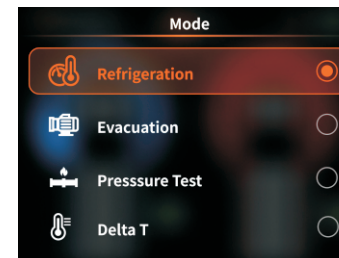 Mode
Refrigeration
Evacuation
Presssure Test
Delta T